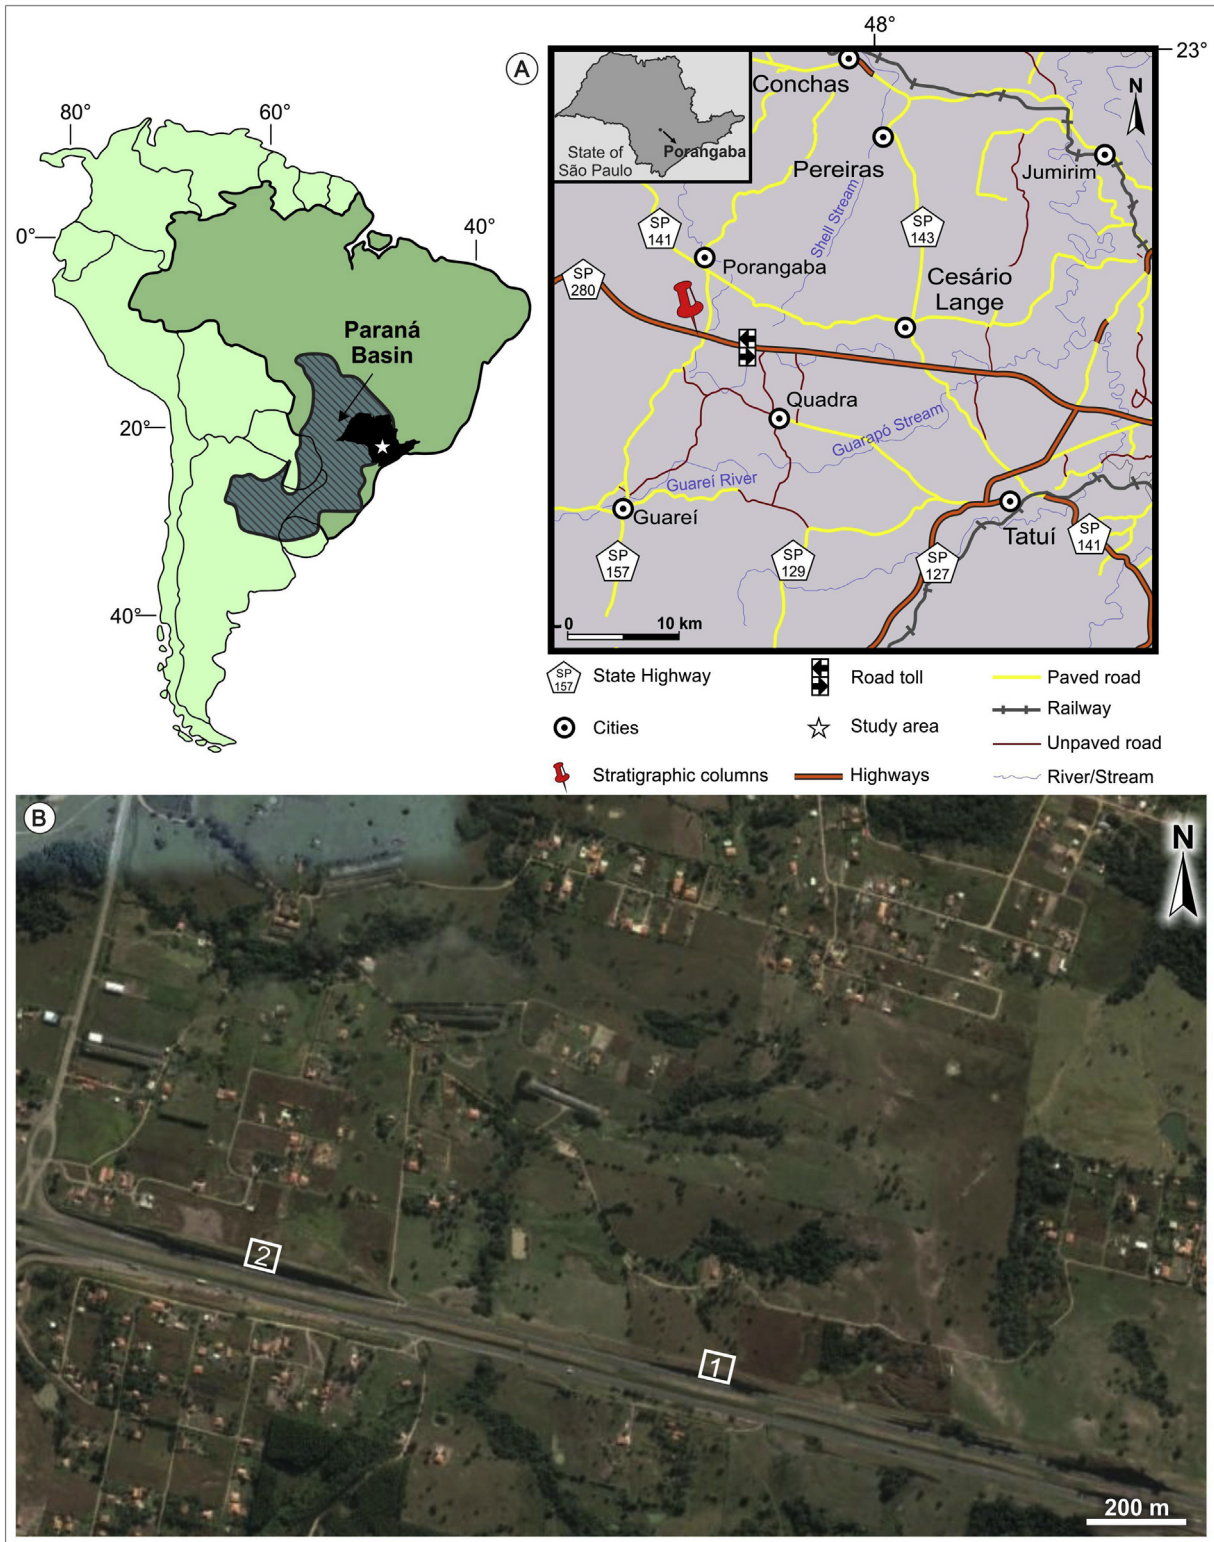 80°
60°
40°
0°
20°
40°
Paraná
Basin
A
48°
23°
N
State of
São Paulo
Porangaba
Conchas
Pereiras
Jumirim
Shell Stream
SP
141
SP
143
SP
280
Porangaba
Cesário
Lange
Quadra
Guarapó Stream
Guareí River
Guareí
Tatuí
SP
157
SP
129
SP
127
SP
141
0
10 km
SP
157
State Highway
Road toll
Paved road
Railway
Cities
Study area
Unpaved road
Stratigraphic columns
Highways
River/Stream
B
N
2
1
200 m